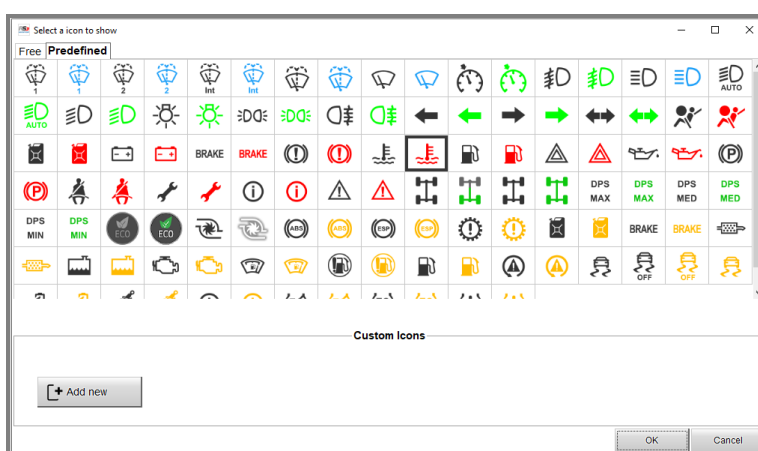 Select a icon to show
Free Predefined
1 1 2 2 Int Int AUTO
AUTO
BRAKE BRAKE (P)
(P) DPS MAX DPS MAX DPS MED DPS MED
DPS MIN DPS MIN ECO ECO ABS ABS ESP ESP BRAKE BRAKE
OFF OFF
Custom Icons
Add new
OK Cancel